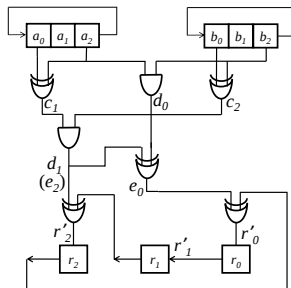 a₀ a₁ a₂ b₀ b₁ b₂
c₁ d₀ c₂
d₁
(e₂) e₀
r'₂ r'₁ r'₀
r₂ r₁ r₀